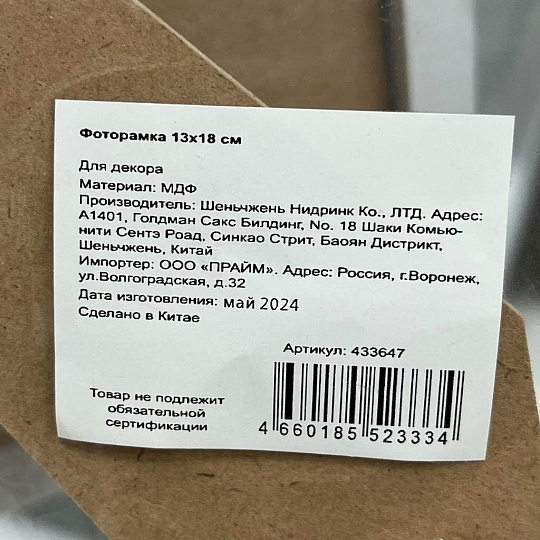 Фоторамка 13х18 см
Для декора
Материал: МДФ
Производитель: Шеньчжень Нидринк Ко., ЛТД. Адрес:
А1401, Голдман Сакс Билдинг, No. 18 Шаки Комью-
нити Сентэ Роад, Синкао Стрит, Баоян Дистрикт,
Шеньчжень, Китай
Импортер: ООО «ПРАЙМ». Адрес: Россия, г.Воронеж,
ул.Волгоградская, д.32
Дата изготовления: май 2024
Сделано в Китае
Артикул: 433647
Товар не подлежит
обязательной
сертификации
4 660185 523334